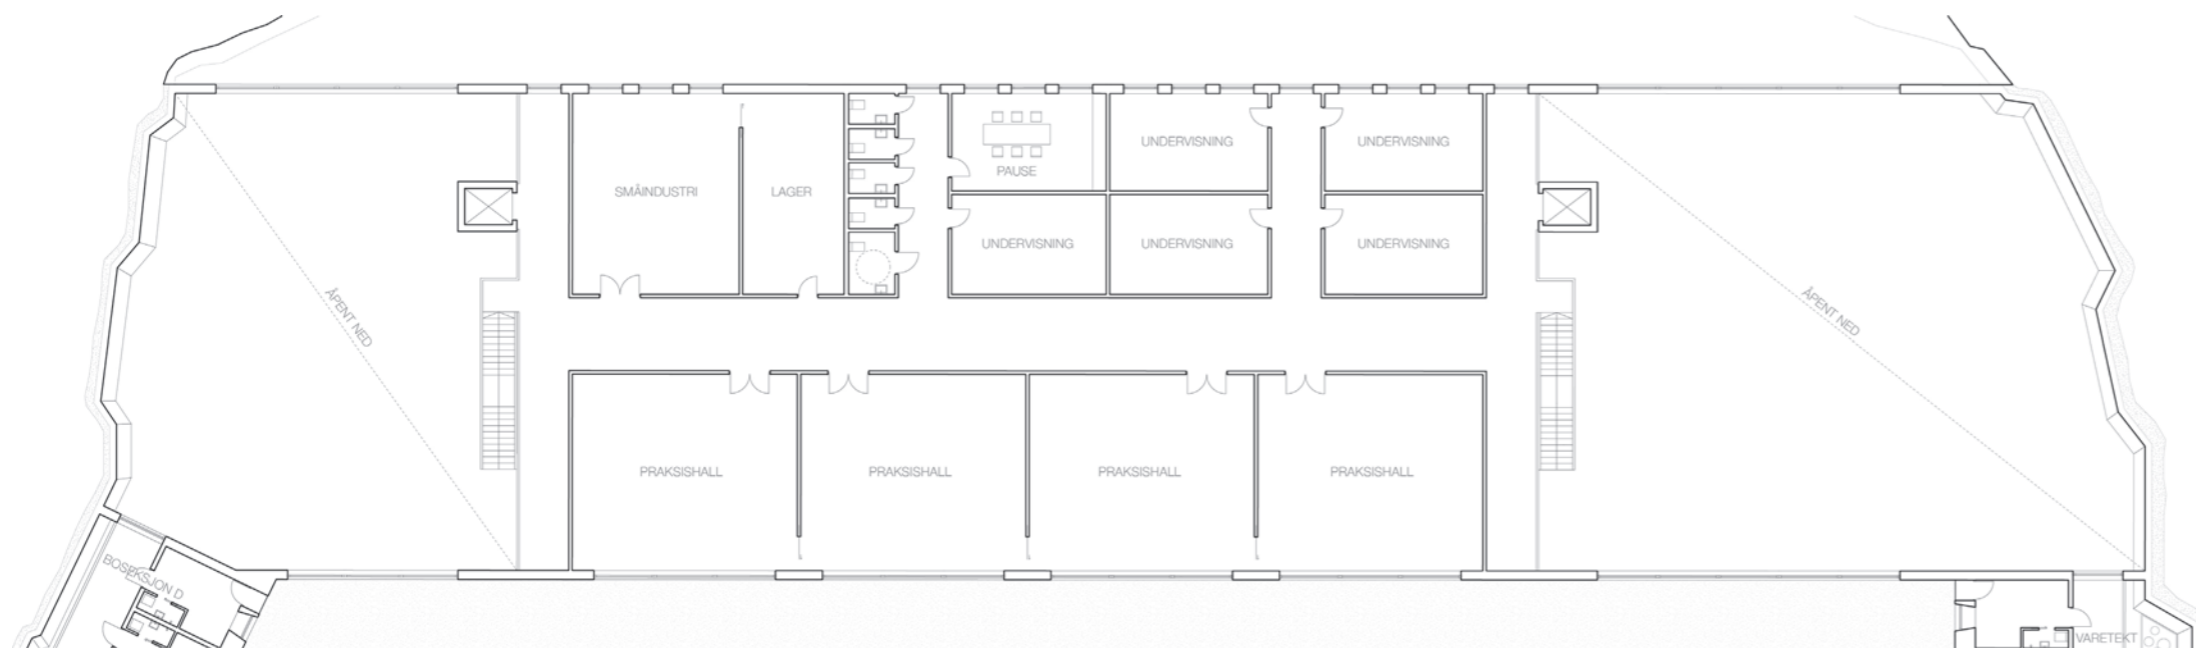 UNDERVISNING
UNDERVISNING
PAUSE
SMÅINDUSTRI
LAGER
UNDERVISNING
UNDERVISNING
UNDERVISNING
ÅPENT NED
ÅPENT NED
PRAKSISHALL
PRAKSISHALL
PRAKSISHALL
PRAKSISHALL
BOSEKSJON D
VARETEKT